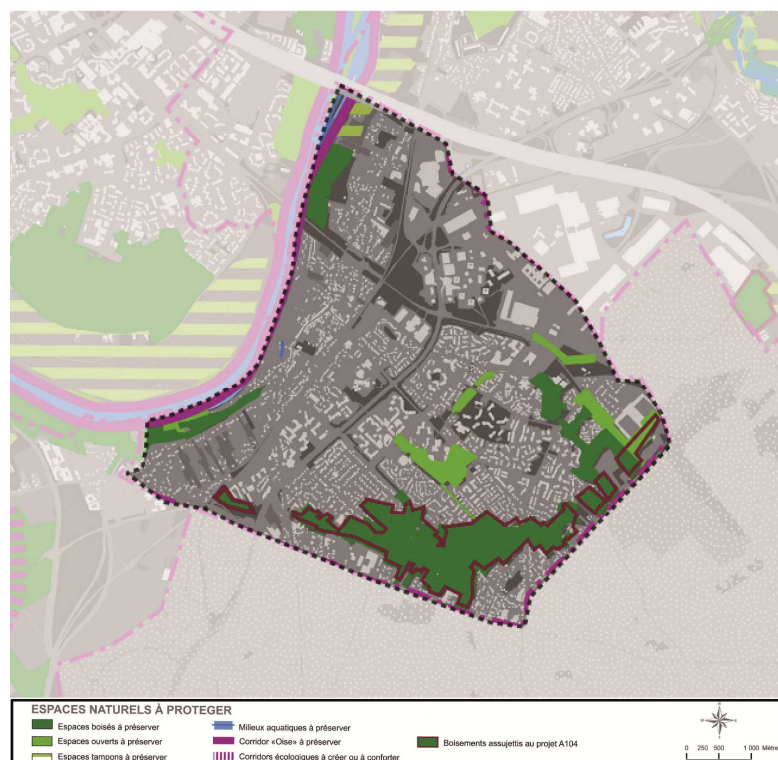 ESPACES NATURELS À PROTEGER
Espaces boisés à préserver
Espaces ouverts à préserver
Espaces tampons à préserver
Milieux aquatiques à préserver
Corridor «Oise» à préserver
Corridors écologiques à créer ou à conforter
Boisements assujettis au projet A104
0 250 500 1 000 Mètre